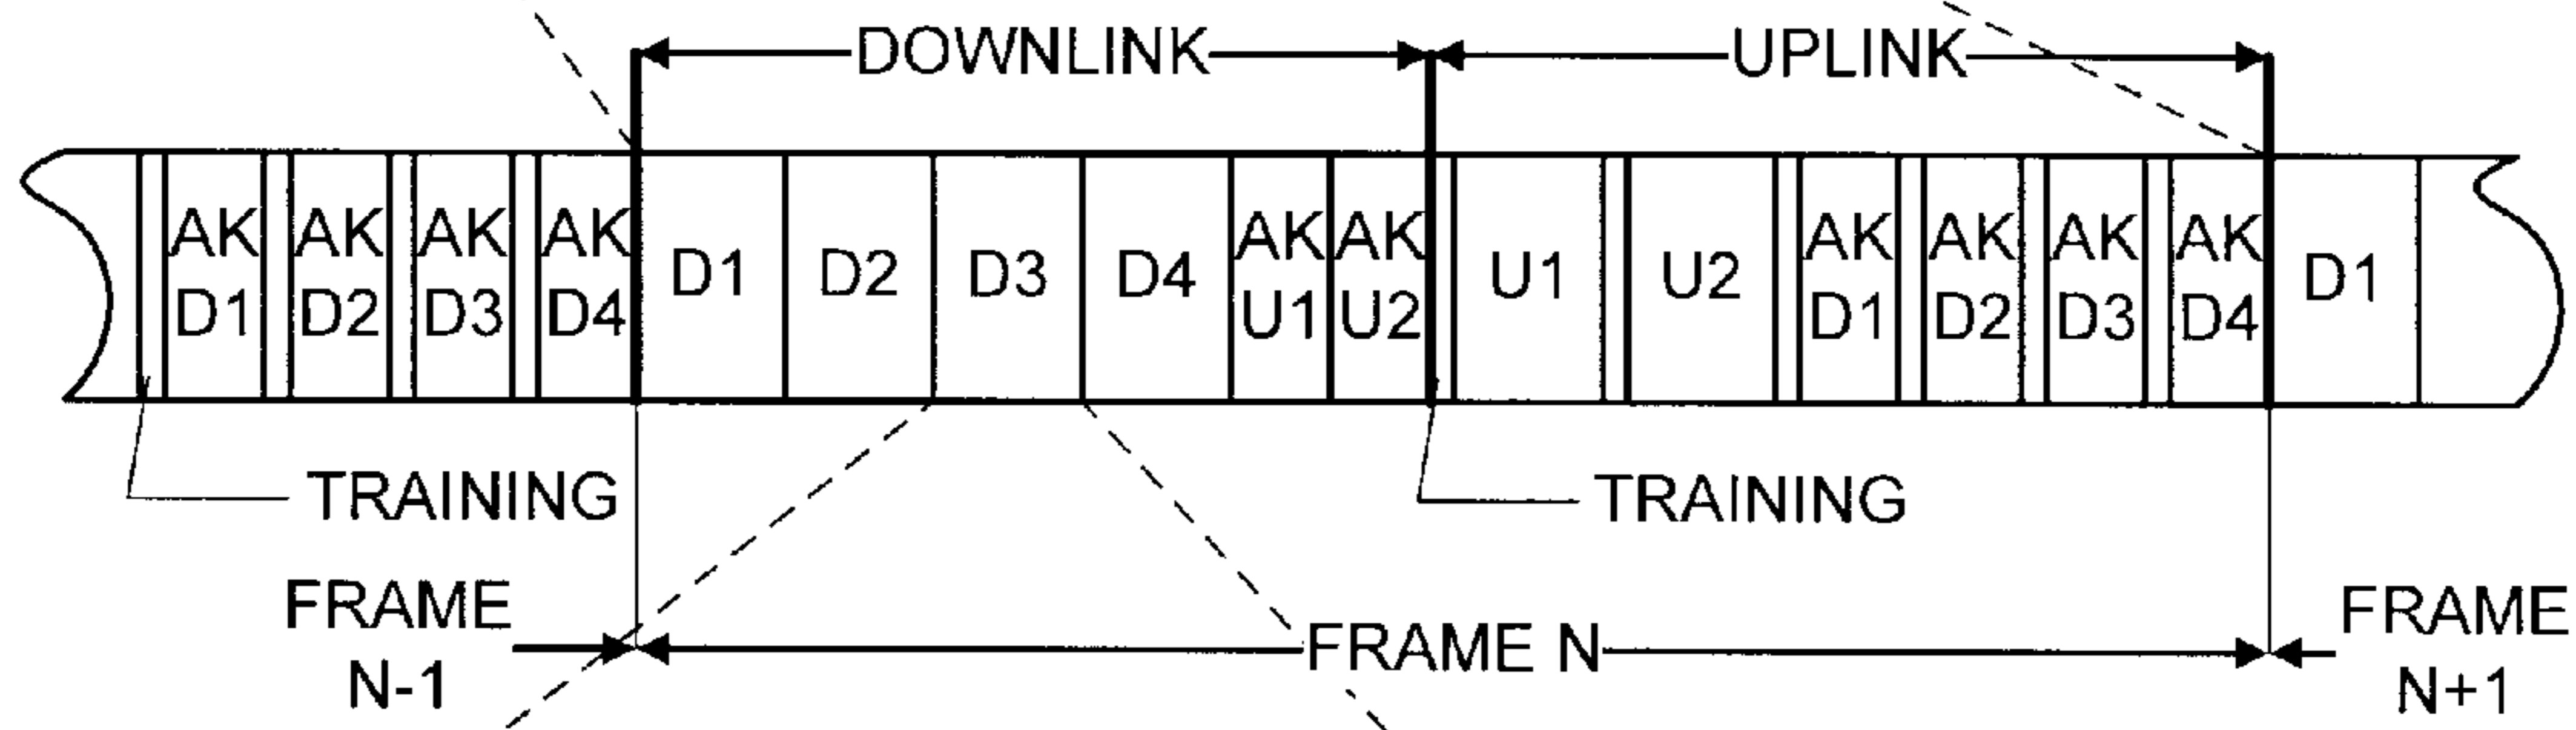 DOWNLINK UPLINK
AK AK AK AK D1 D2 D3 D4 AK AK U1 U2 AK AK AK AK D1
D1 D2 D3 D4 U1 U2 D1 D2 D3 D4
TRAINING TRAINING
FRAME FRAME N FRAME
N-1 N+1